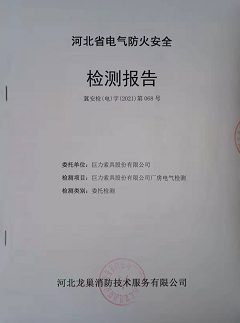 河北省电气防火安全
检测报告
冀安检(电)字(2021)第069号
委托单位：巨力索具股份有限公司
检测项目：巨力索具股份有限公司厂房电气检测
检测类别：委托检测
河北龙巢消防技术服务有限公司